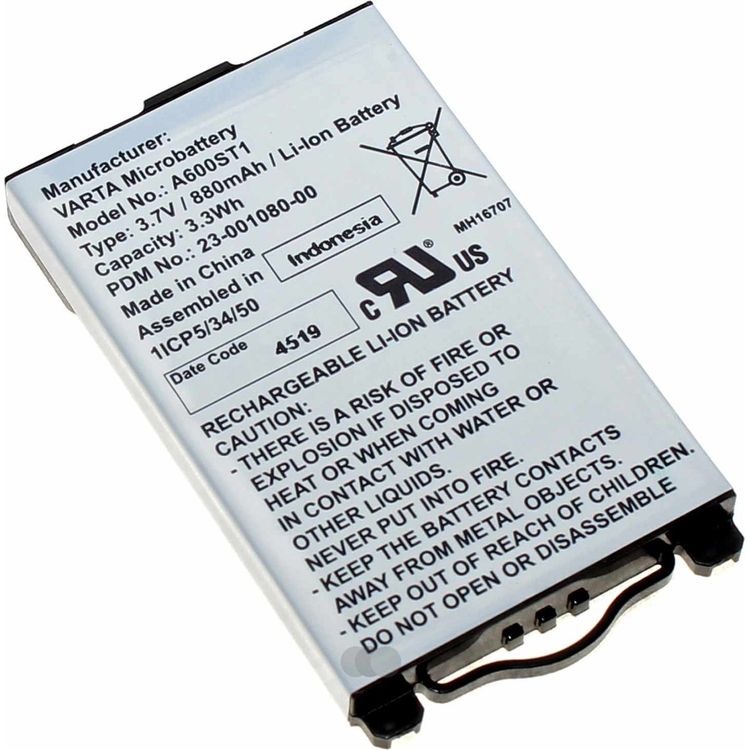 Manufacturer:
VARTA Microbattery
Model No.: A600ST1
Type: 3.7V / 880mAh / Li-Ion Battery
Capacity: 3.3Wh
PDM No.: 23-001080-00
Made in China
Assembled in Indonesia
1ICP5/34/50
Date Code 4519
MH16707
c RU ® US
RECHARGEABLE LI-ION BATTERY
CAUTION:
- THERE IS A RISK OF FIRE OR
EXPLOSION IF DISPOSED TO
HEAT OR WHEN COMING
IN CONTACT WITH WATER OR
OTHER LIQUIDS.
- NEVER PUT INTO FIRE.
- KEEP THE BATTERY CONTACTS
AWAY FROM METAL OBJECTS.
- KEEP OUT OF REACH OF CHILDREN.
DO NOT OPEN OR DISASSEMBLE